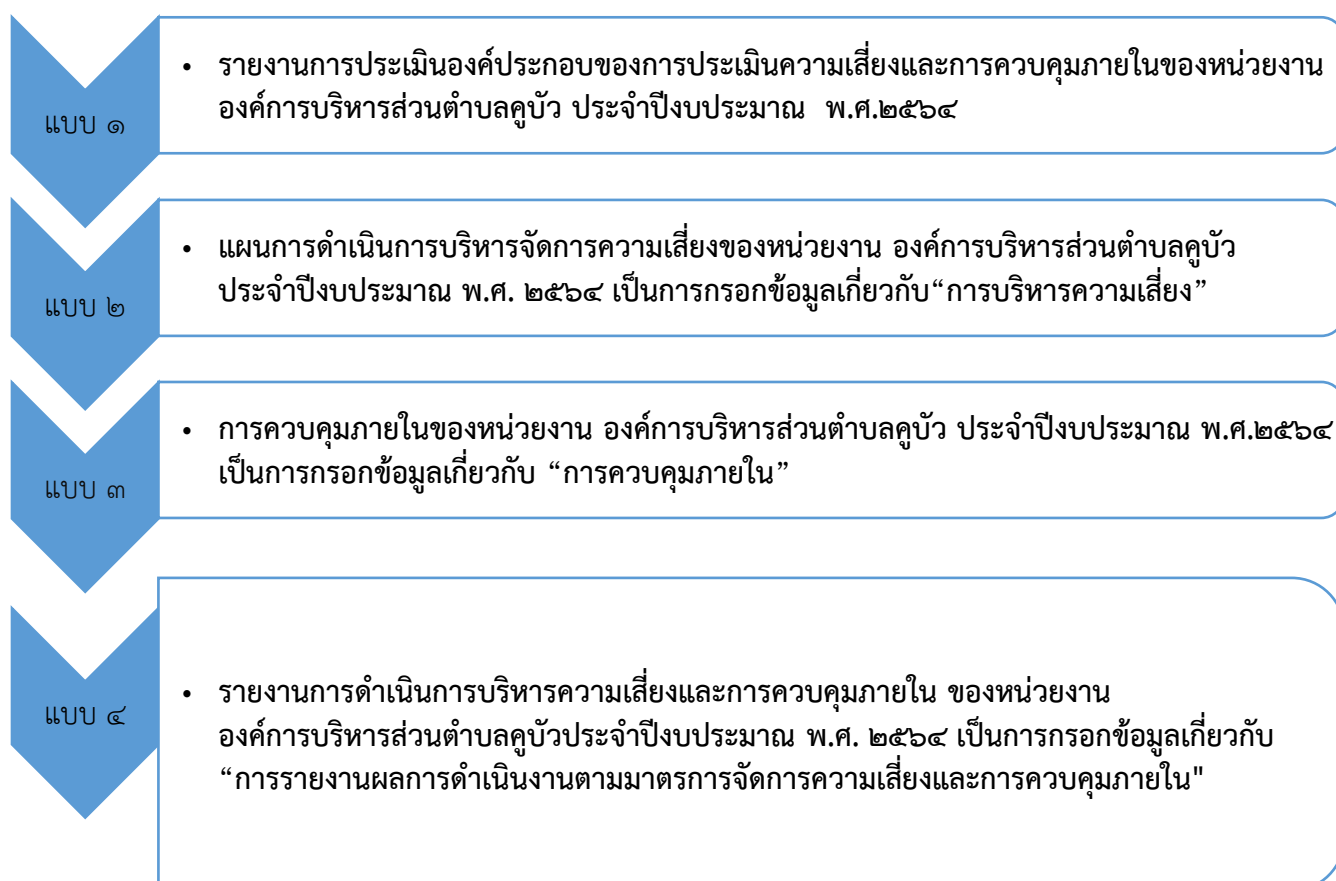 แบบ ๑
• รายงานการประเมินองค์ประกอบของการประเมินความเสี่ยงและการควบคุมภายในของหน่วยงาน
องค์การบริหารส่วนตำบลคูบัว ประจำปีงบประมาณ พ.ศ.๒๕๖๔
แบบ ๒
• แผนการดำเนินการบริหารจัดการความเสี่ยงของหน่วยงาน องค์การบริหารส่วนตำบลคูบัว
ประจำปีงบประมาณ พ.ศ. ๒๕๖๔ เป็นการกรอกข้อมูลเกี่ยวกับ“การบริหารความเสี่ยง”
แบบ ๓
• การควบคุมภายในของหน่วยงาน องค์การบริหารส่วนตำบลคูบัว ประจำปีงบประมาณ พ.ศ.๒๕๖๔
เป็นการกรอกข้อมูลเกี่ยวกับ “การควบคุมภายใน”
แบบ ๔
• รายงานการดำเนินการบริหารความเสี่ยงและการควบคุมภายใน ของหน่วยงาน
องค์การบริหารส่วนตำบลคูบัวประจำปีงบประมาณ พ.ศ. ๒๕๖๔ เป็นการกรอกข้อมูลเกี่ยวกับ
“การรายงานผลการดำเนินงานตามมาตรการจัดการความเสี่ยงและการควบคุมภายใน"